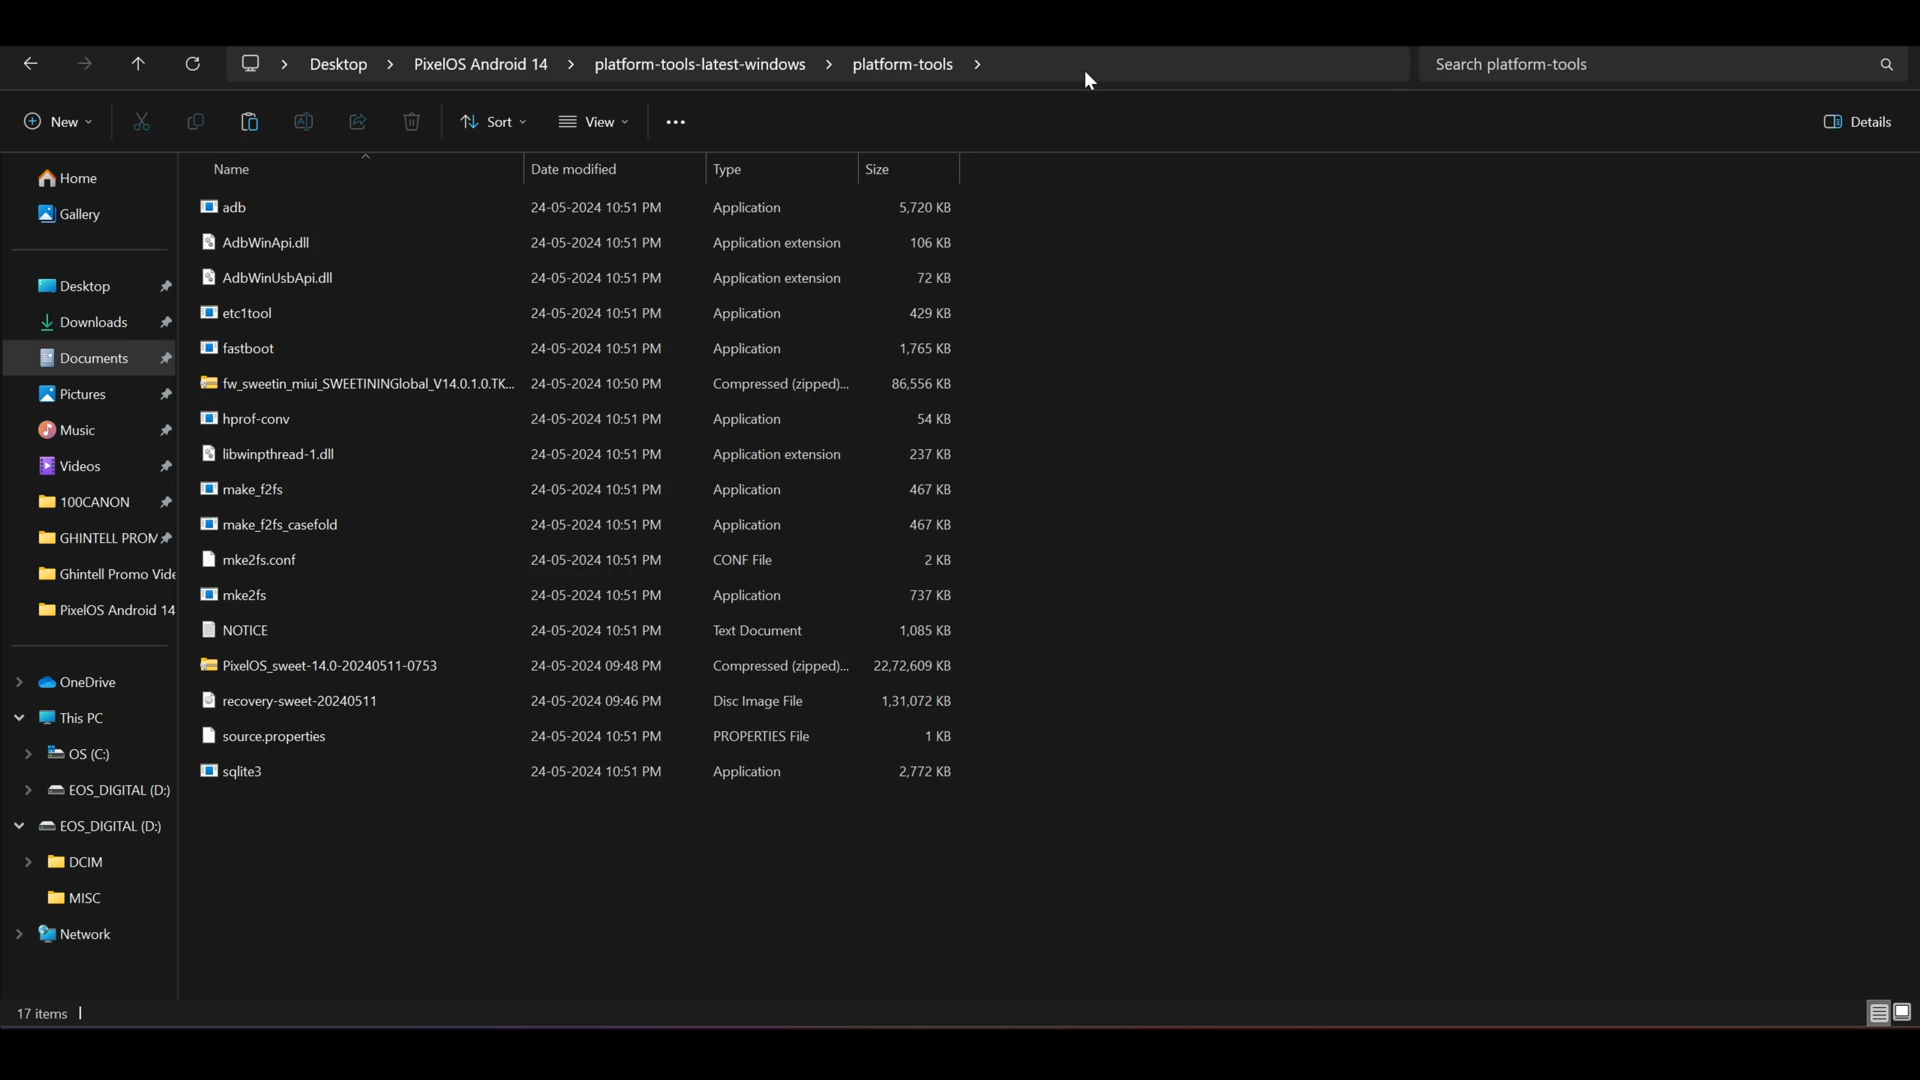 Desktop > PixelOS Android 14 > platform-tools-latest-windows > platform-tools >
Search platform-tools
New
Sort
View
Details
Name Date modified Type Size
Home
Gallery
Desktop
Downloads
Documents
Pictures
Music
Videos
100CANON
GHINTELL PROM
Ghintell Promo Vide
PixelOS Android 14
OneDrive
This PC
OS (C:)
EOS_DIGITAL (D:)
EOS_DIGITAL (D:)
DCIM
MISC
Network
adb 24-05-2024 10:51 PM Application 5,720 KB
AdbWinApi.dll 24-05-2024 10:51 PM Application extension 106 KB
AdbWinUsbApi.dll 24-05-2024 10:51 PM Application extension 72 KB
etc1tool 24-05-2024 10:51 PM Application 429 KB
fastboot 24-05-2024 10:51 PM Application 1,765 KB
fw_sweetin_miui_SWEETININGlobal_V14.0.1.0.TK... 24-05-2024 10:50 PM Compressed (zipped)... 86,556 KB
hprof-conv 24-05-2024 10:51 PM Application 54 KB
libwinpthread-1.dll 24-05-2024 10:51 PM Application extension 237 KB
make_f2fs 24-05-2024 10:51 PM Application 467 KB
make_f2fs_casefold 24-05-2024 10:51 PM Application 467 KB
mke2fs.conf 24-05-2024 10:51 PM CONF File 2 KB
mke2fs 24-05-2024 10:51 PM Application 737 KB
NOTICE 24-05-2024 10:51 PM Text Document 1,085 KB
PixelOS_sweet-14.0-20240511-0753 24-05-2024 09:48 PM Compressed (zipped)... 22,72,609 KB
recovery-sweet-20240511 24-05-2024 09:46 PM Disc Image File 1,31,072 KB
source.properties 24-05-2024 10:51 PM PROPERTIES File 1 KB
sqlite3 24-05-2024 10:51 PM Application 2,772 KB
17 items